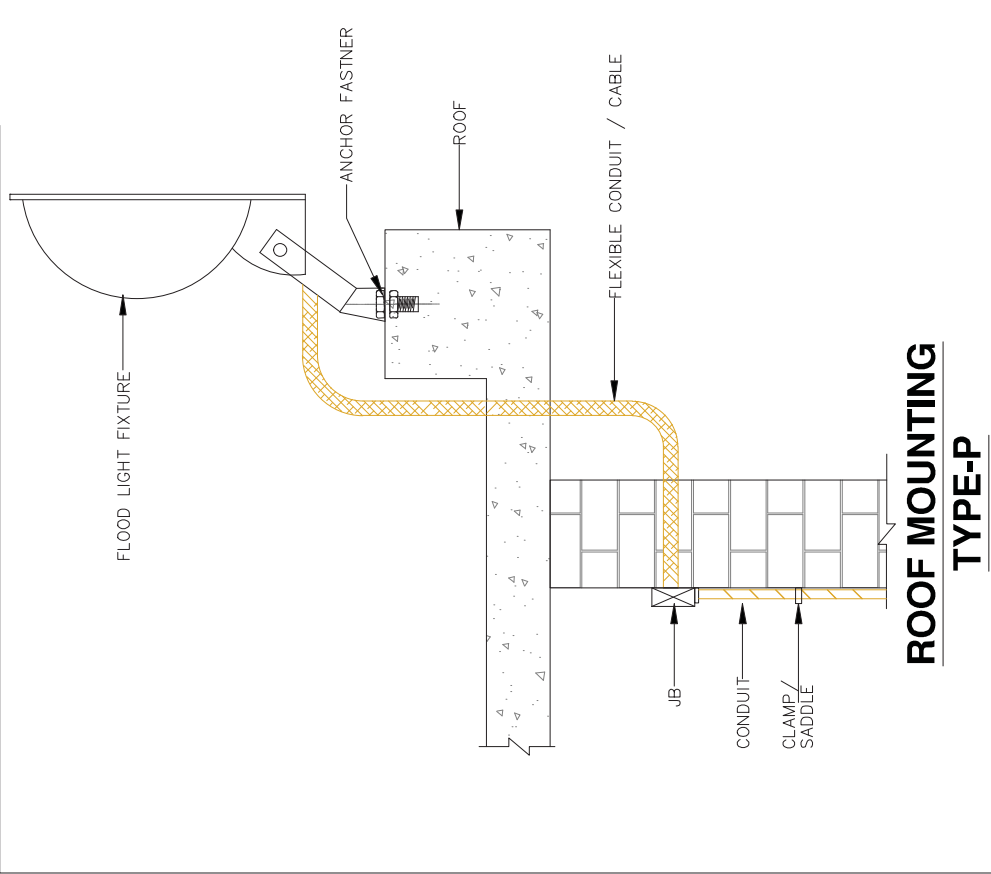 FLOOD LIGHT FIXTURE
ANCHOR FASTNER
ROOF
FLEXIBLE CONDUIT / CABLE
JB
CONDUIT
CLAMP/
SADDLE
ROOF MOUNTING
TYPE-P